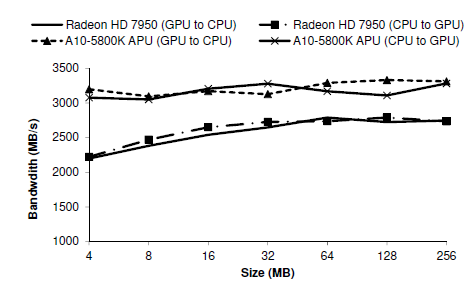 Radeon HD 7950 (GPU to CPU) Radeon HD 7950 (CPU to GPU)
A10-5800K APU (GPU to CPU) A10-5800K APU (CPU to GPU)
3500
3000
2500
2000
1500
1000
Bandwdith (MB/s)
4 8 16 32 64 128 256
Size (MB)